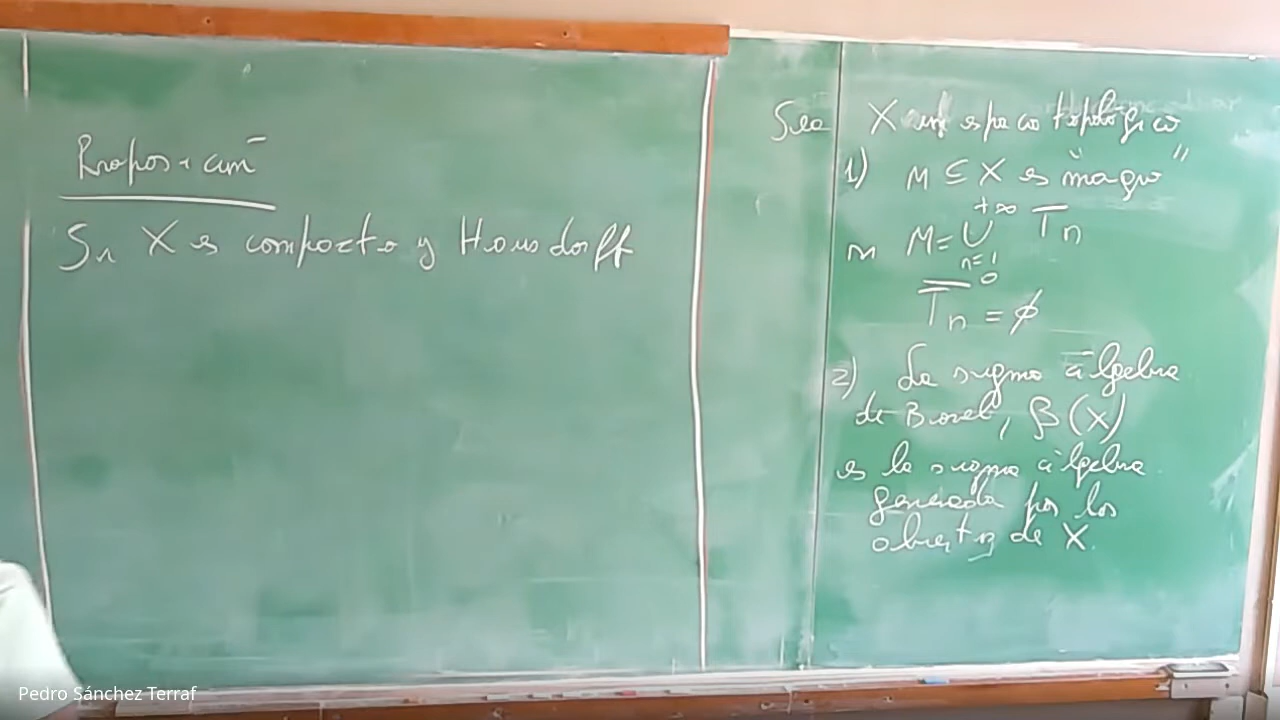 Proposición
Si X es compacto y Hausdorff
Sea X un espacio topológico
1) M ⊆ X es "magro"
si M = ⋃_{n=1}^{+∞} T̅_n
T̅_n° = ∅
2) La sigma álgebra
de Borel, β(X)
es la sigma álgebra
generada por los
abiertos de X.
Pedro Sánchez Terraf